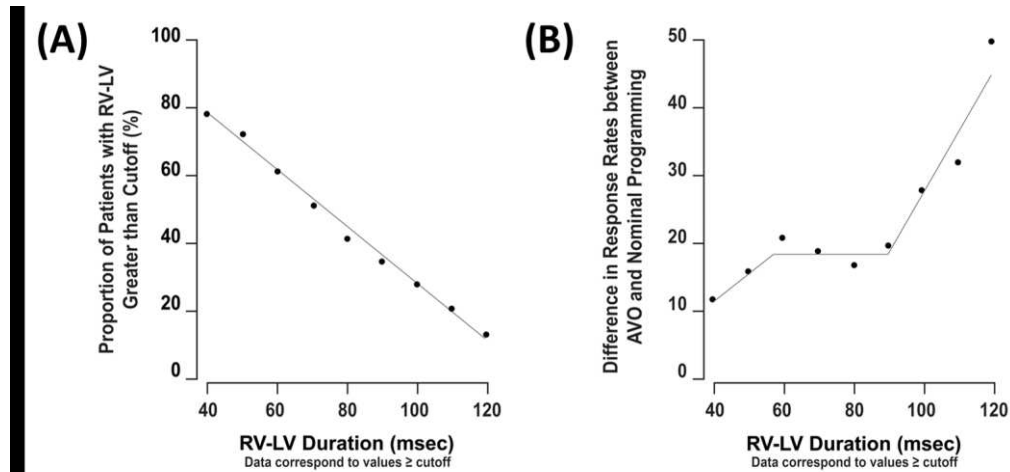 (A)
Proportion of Patients with RV-LV
Greater than Cutoff (%)
100
80
60
40
20
0
40 60 80 100 120
RV-LV Duration (msec)
Data correspond to values ≥ cutoff
(B)
Difference in Response Rates between
AVO and Nominal Programming
50
40
30
20
10
0
40 60 80 100 120
RV-LV Duration (msec)
Data correspond to values ≥ cutoff